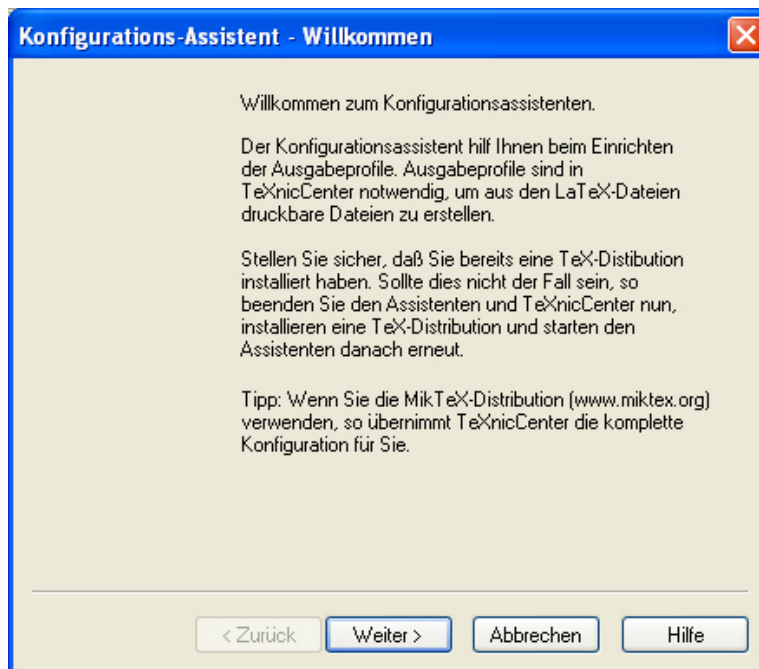 Konfigurations-Assistent - Willkommen
Willkommen zum Konfigurationsassistenten.
Der Konfigurationsassistent hilf Ihnen beim Einrichten
der Ausgabeprofile. Ausgabeprofile sind in
TeXnicCenter notwendig, um aus den LaTeX-Dateien
druckbare Dateien zu erstellen.
Stellen Sie sicher, daß Sie bereits eine TeX-Distibution
installiert haben. Sollte dies nicht der Fall sein, so
beenden Sie den Assistenten und TeXnicCenter nun,
installieren eine TeX-Distribution und starten den
Assistenten danach erneut.
Tipp: Wenn Sie die MikTeX-Distribution (www.miktex.org)
verwenden, so übernimmt TeXnicCenter die komplette
Konfiguration für Sie.
< Zurück Weiter > Abbrechen Hilfe